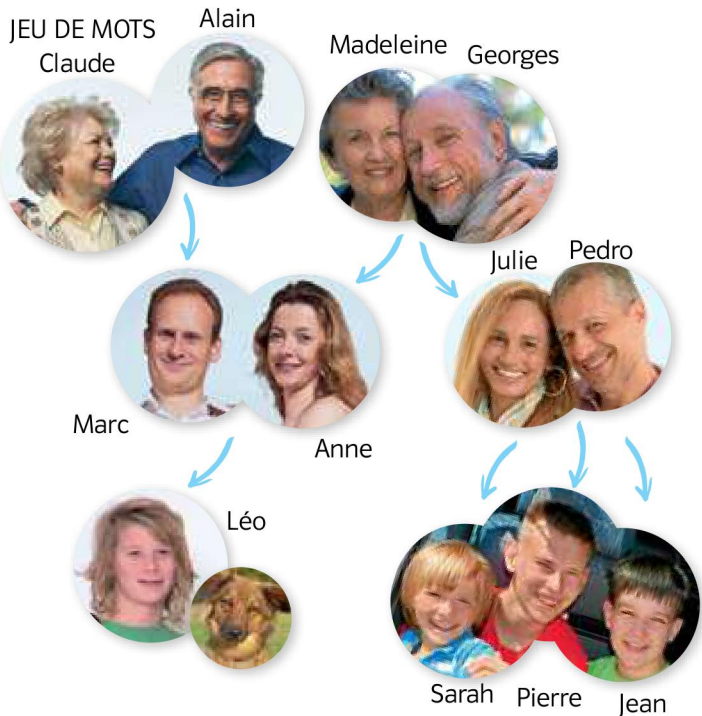 JEU DE MOTS
Claude
Alain
Madeleine
Georges
Julie
Pedro
Marc
Anne
Léo
Sarah
Pierre
Jean